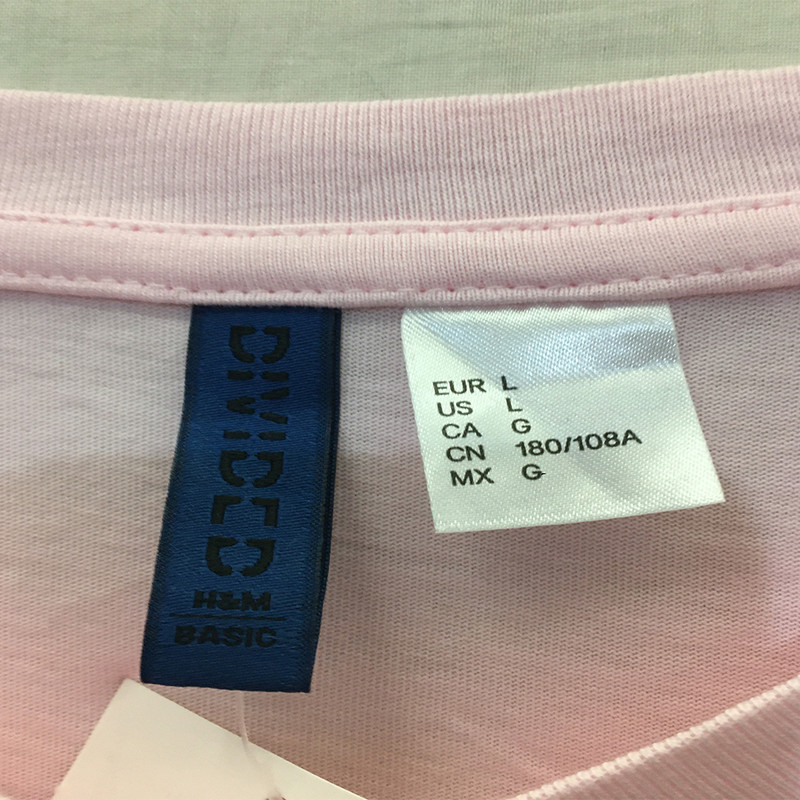 DIVIDED
H&M
BASIC
EUR L
US L
CA G
CN 180/108A
MX G